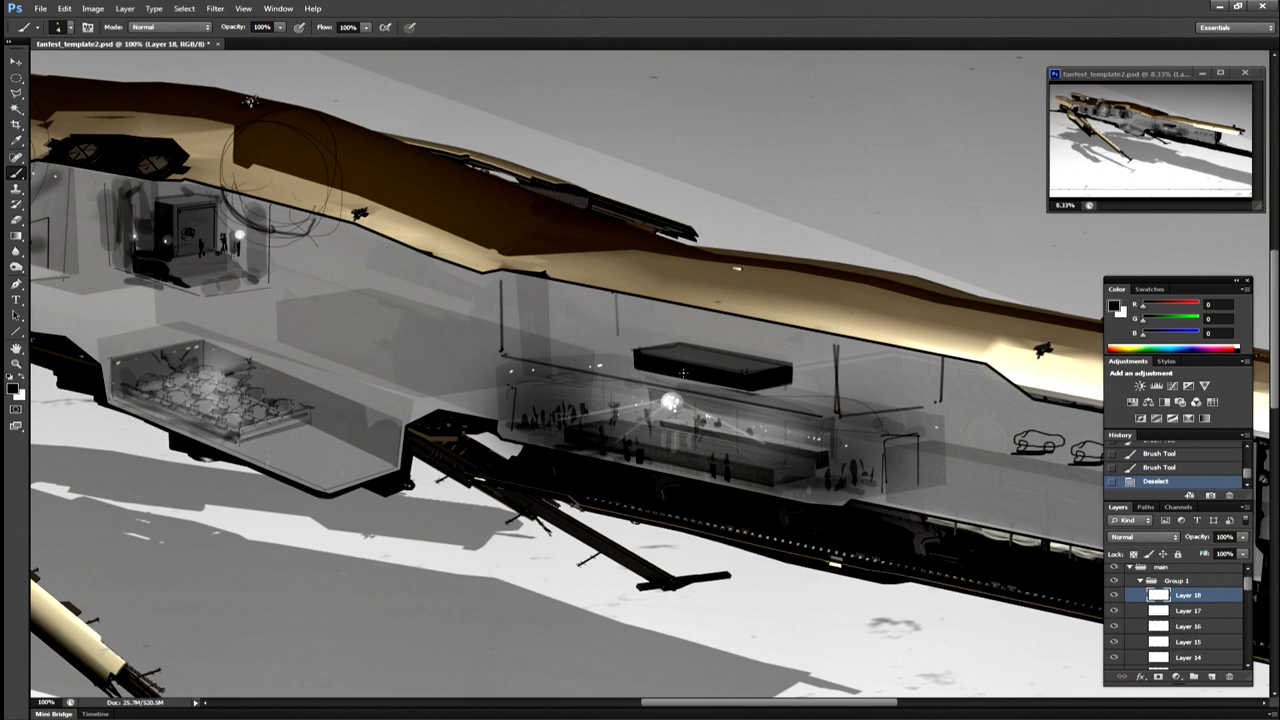 Ps File Edit Image Layer Type Select Filter View Window Help
4 Mode: Normal Opacity: 100% Flow: 100% Essentials
fanfest_template2.psd @ 100% (Layer 18, RGB/8) * ×
fanfest_template2.psd @ 8.33% (La...
8.33%
Color Swatches
R 0
G 0
B 0
Adjustments Styles
Add an adjustment
History
Brush Tool
Brush Tool
Deselect
Layers Paths Channels
Kind
Normal Opacity: 100%
Lock: Fill: 100%
main
Group 1
Layer 18
Layer 17
Layer 16
Layer 15
Layer 14
100% Doc: 25.7M/520.5M
Mini Bridge Timeline